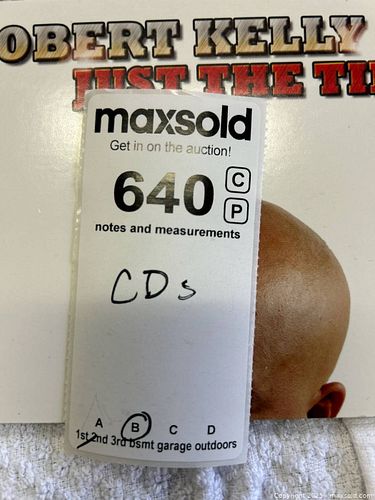 OBERT KELLY
JUST THE TI
maxsold
Get in on the auction!
640 C
P
notes and measurements
CDs
A B C D
1st 2nd 3rd bsmt garage outdoors
Copyright 2025 - maxsold.com